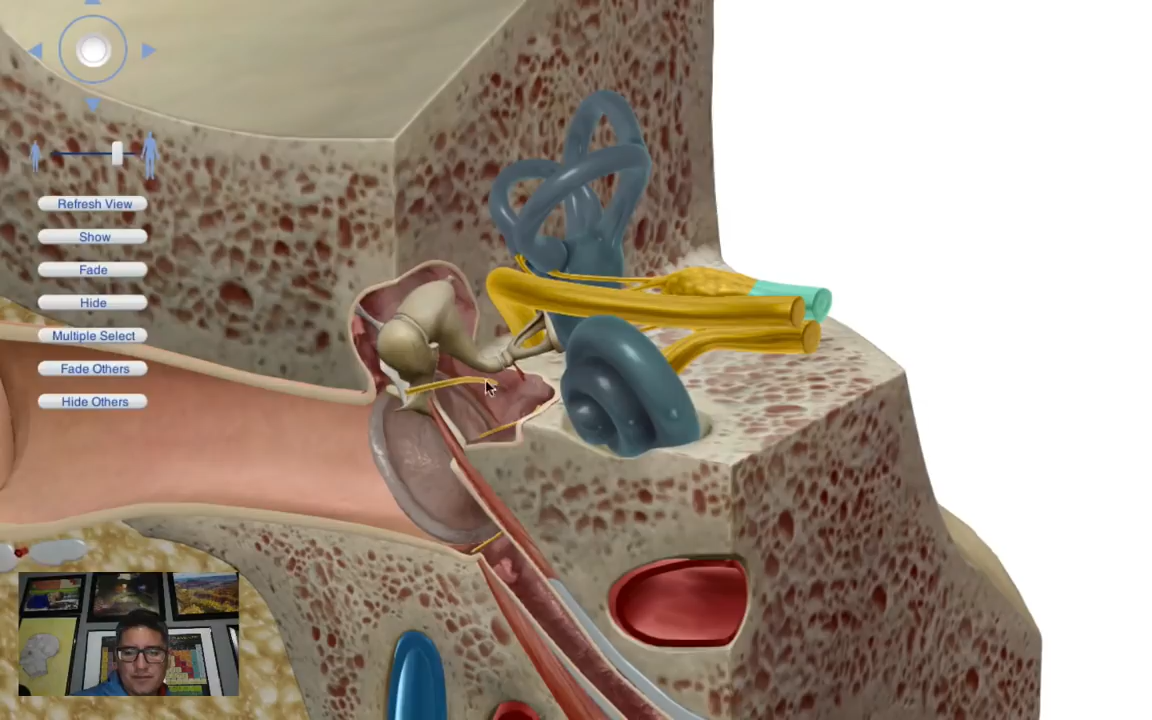 Refresh View
Show
Fade
Hide
Multiple Select
Fade Others
Hide Others